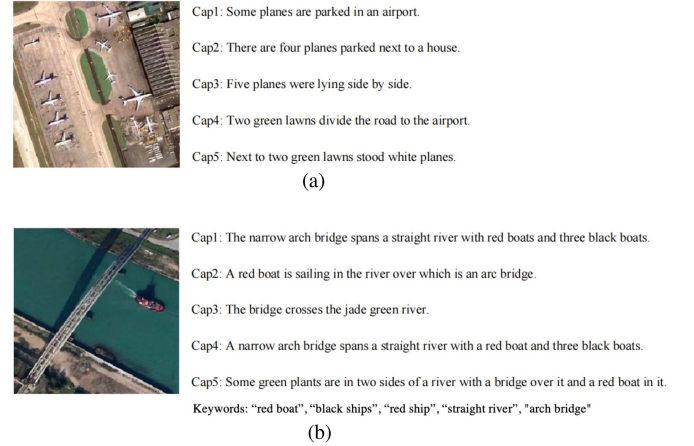 Cap1: Some planes are parked in an airport.
Cap2: There are four planes parked next to a house.
Cap3: Five planes were lying side by side.
Cap4: Two green lawns divide the road to the airport.
Cap5: Next to two green lawns stood white planes.
(a)
Cap1: The narrow arch bridge spans a straight river with red boats and three black boats.
Cap2: A red boat is sailing in the river over which is an arc bridge.
Cap3: The bridge crosses the jade green river.
Cap4: A narrow arch bridge spans a straight river with a red boat and three black boats.
Cap5: Some green plants are in two sides of a river with a bridge over it and a red boat in it.
Keywords: “red boat”, “black ships”, “red ship”, “straight river”, "arch bridge"
(b)